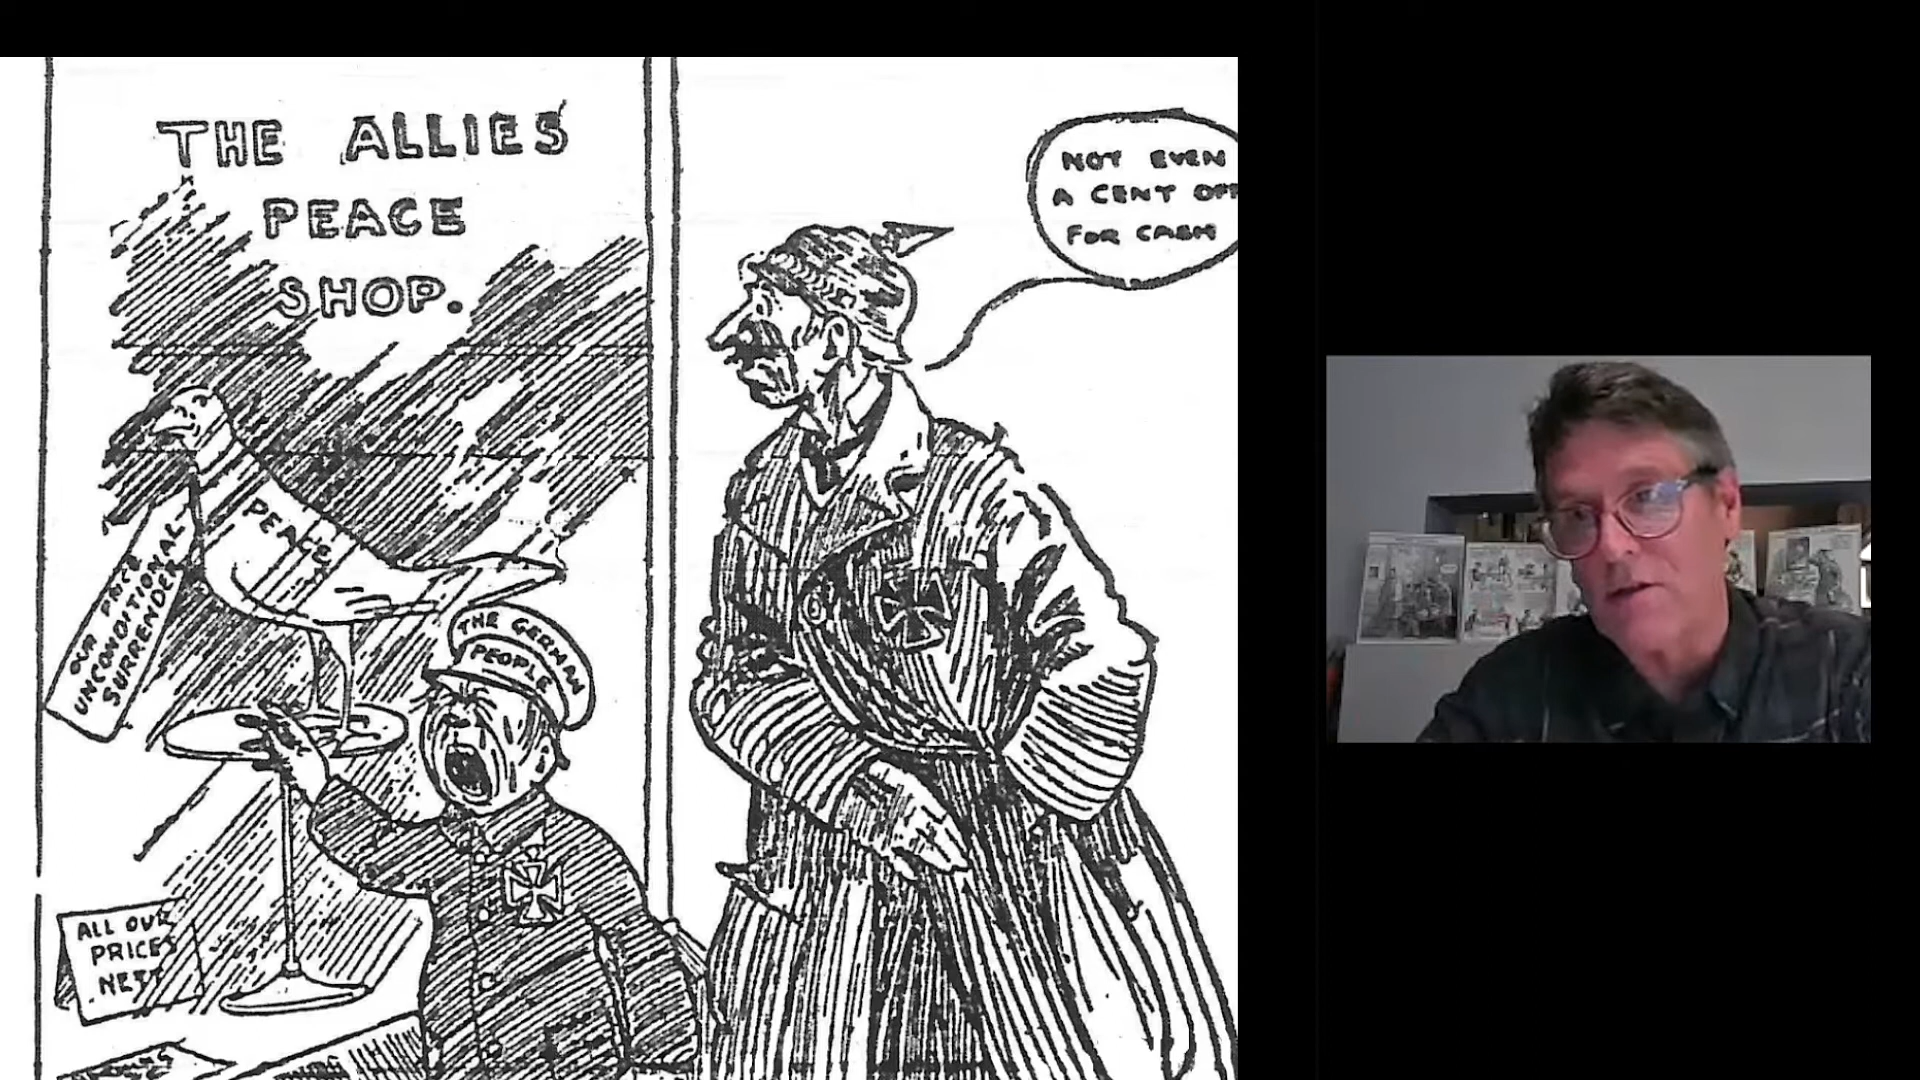 THE ALLIES
PEACE
SHOP.
NOT EVEN
A CENT OFF
FOR CASH
PEACE
OUR PRICE
UNCONDITIONAL
SURRENDER
THE GERMAN
PEOPLE
ALL OUR
PRICES
NET